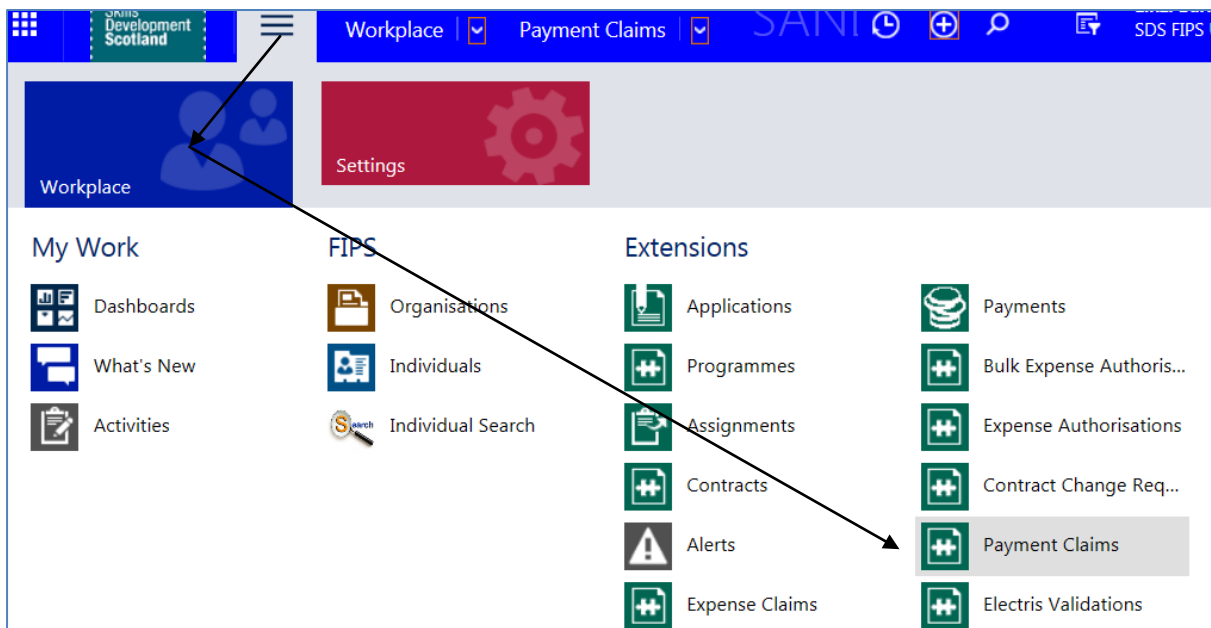 Skills
Development
Scotland
Workplace
Payment Claims
SDS FIPS
Workplace
Settings
My Work
FIPS
Extensions
Dashboards
Organisations
Applications
Payments
What's New
Individuals
Programmes
Bulk Expense Authoris...
Activities
Search
Individual Search
Assignments
Expense Authorisations
Contracts
Contract Change Req...
Alerts
Payment Claims
Expense Claims
Electris Validations